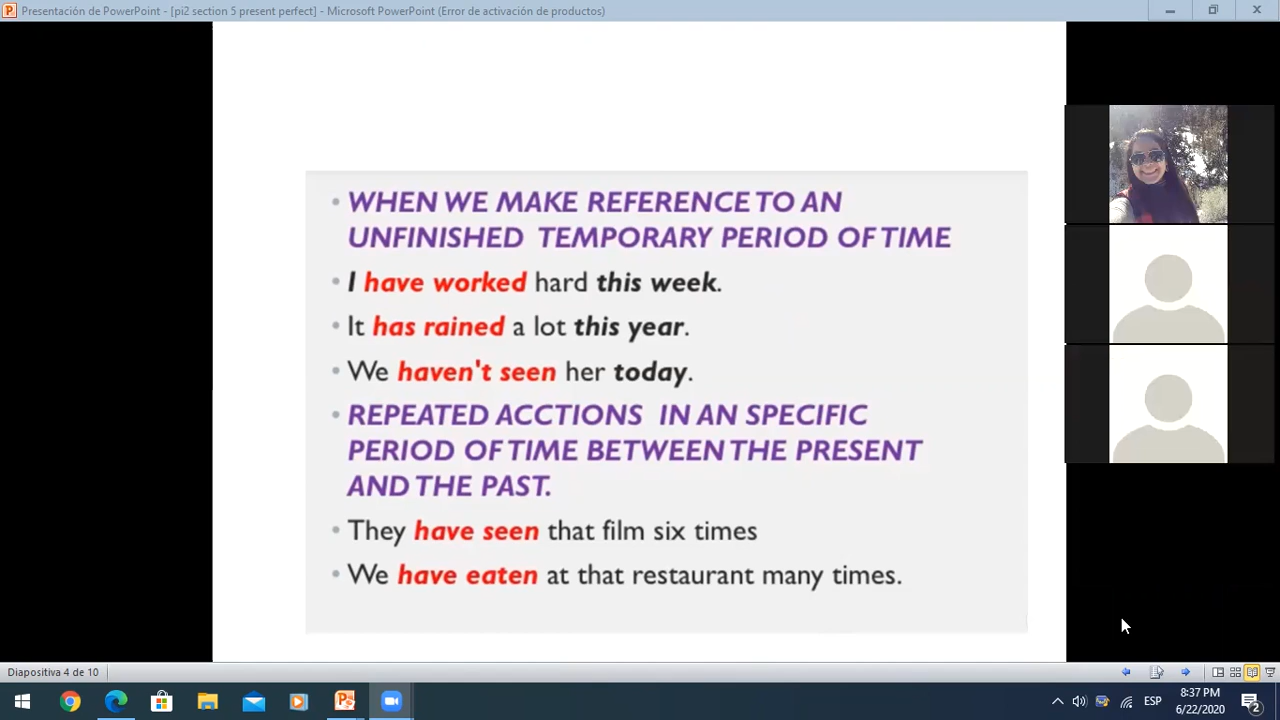 Presentación de PowerPoint - [pi2 section 5 present perfect] - Microsoft PowerPoint (Error de activación de productos)
• WHEN WE MAKE REFERENCE TO AN
UNFINISHED TEMPORARY PERIOD OF TIME
• I have worked hard this week.
• It has rained a lot this year.
• We haven't seen her today.
• REPEATED ACCTIONS IN AN SPECIFIC
PERIOD OF TIME BETWEEN THE PRESENT
AND THE PAST.
• They have seen that film six times
• We have eaten at that restaurant many times.
Diapositiva 4 de 10
ESP
8:37 PM
6/22/2020
2